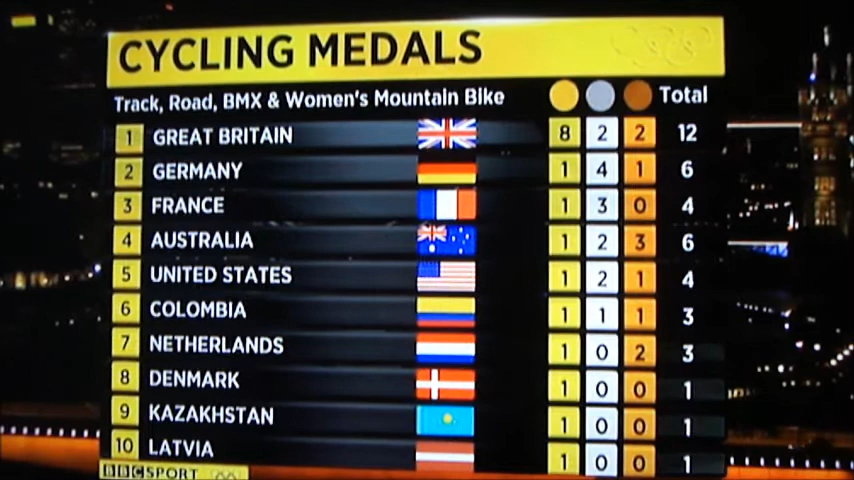 CYCLING MEDALS
Track, Road, BMX & Women's Mountain Bike Total
1 GREAT BRITAIN 8 2 2 12
2 GERMANY 1 4 1 6
3 FRANCE 1 3 0 4
4 AUSTRALIA 1 2 3 6
5 UNITED STATES 1 2 1 4
6 COLOMBIA 1 1 1 3
7 NETHERLANDS 1 0 2 3
8 DENMARK 1 0 0 1
9 KAZAKHSTAN 1 0 0 1
10 LATVIA 1 0 0 1
BBC SPORT